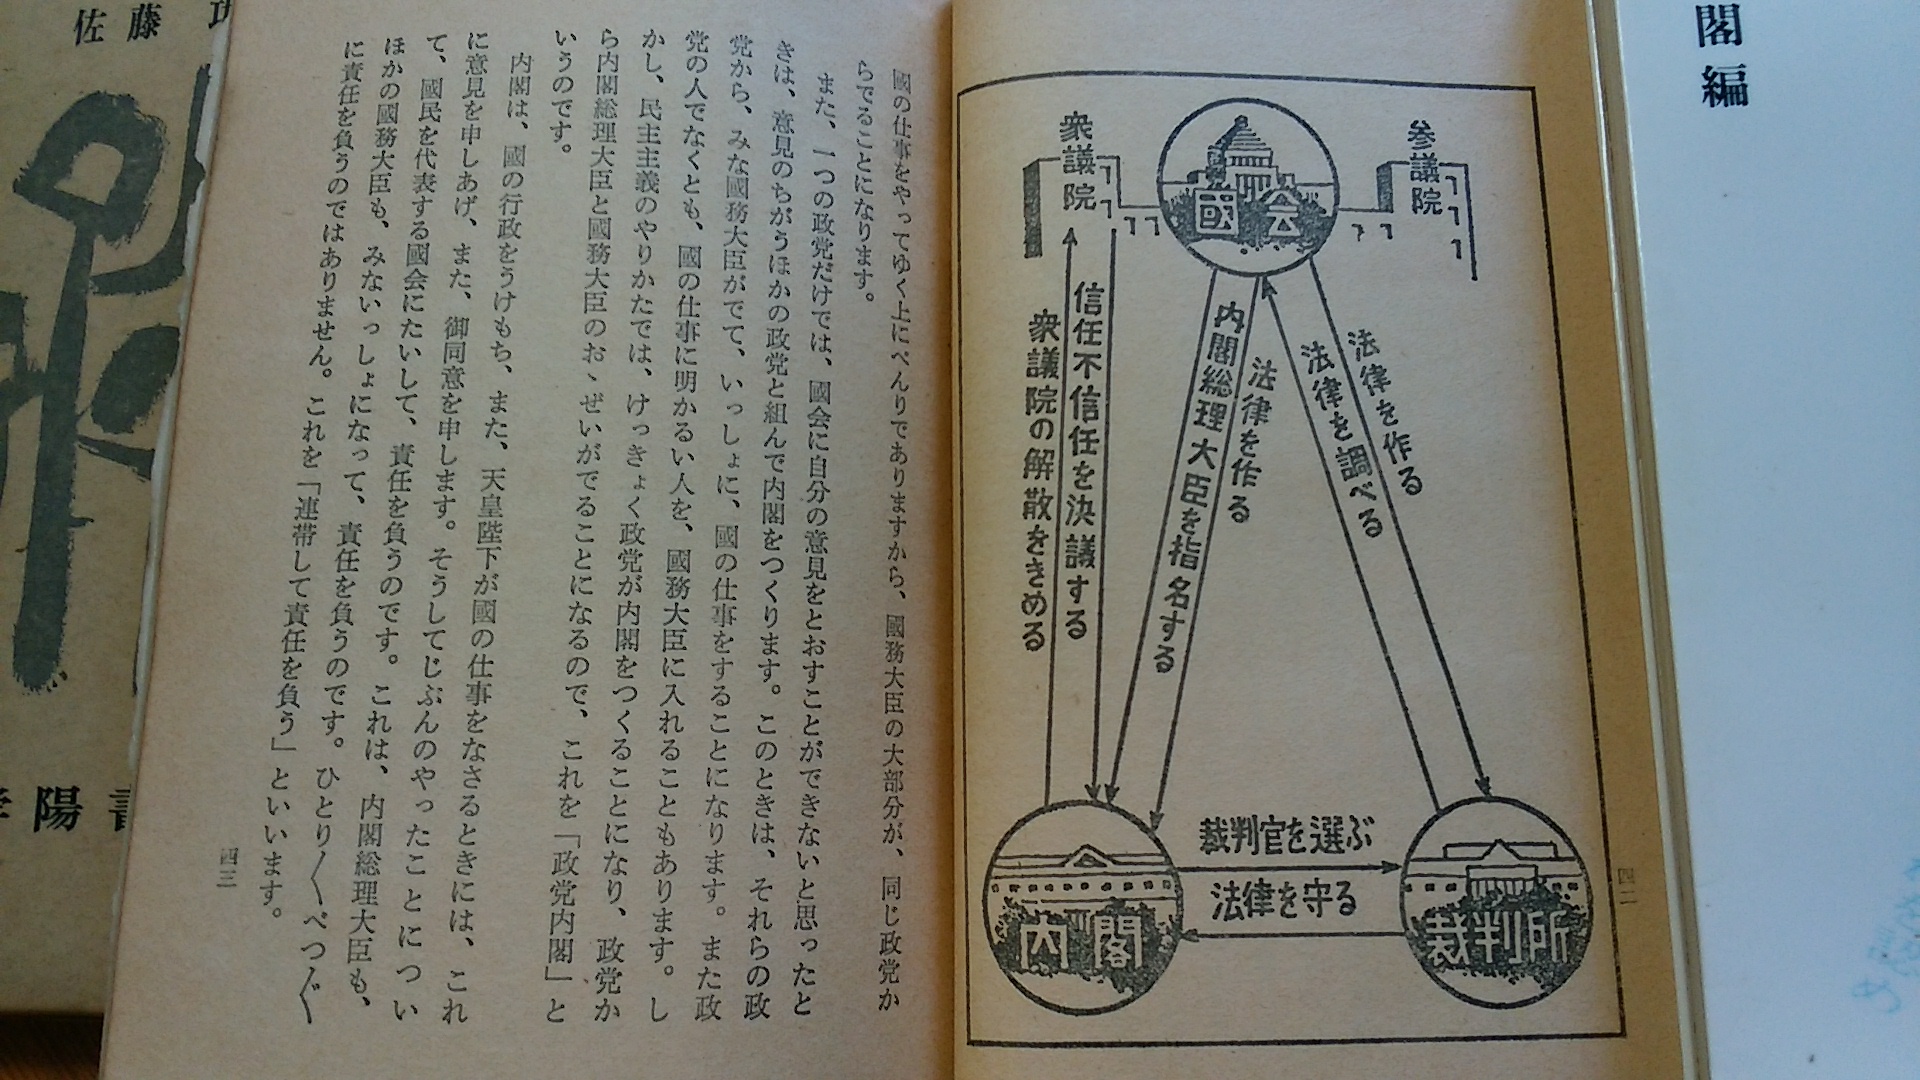 閣編
参議院
國会
衆議院
法律を作る
法律を調べる
法律を作る
内閣総理大臣を指名する
信任不信任を決議する
衆議院の解散をきめる
裁判官を選ぶ
法律を守る
裁判所
内閣
四二
國の仕事をやってゆく上にべんりでありますから、國務大臣の大部分が、同じ政党か
らでることになります。
また、一つの政党だけでは、國会に自分の意見をとおすことができないと思ったと
きは、意見のちがうほかの政党と組んで内閣をつくります。このときは、それらの政
党から、みな國務大臣がでて、いっしょに、國の仕事をすることになります。また政
党の人でなくとも、國の仕事に明かるい人を、國務大臣に入れることもあります。し
かし、民主主義のやりかたでは、けっきょく政党が内閣をつくることになり、政党か
ら内閣総理大臣と國務大臣のおゝぜいがでることになるので、これを「政党内閣」と
いうのです。
内閣は、國の行政をうけもち、また、天皇陛下が國の仕事をなさるときには、これ
に意見を申しあげ、また、御同意を申します。そうしてじぶんのやったことについ
て、國民を代表する國会にたいして、責任を負うのです。これは、内閣総理大臣も、
ほかの國務大臣も、みないっしょになって、責任を負うのです。ひとり〳〵べつ〴〵
に責任を負うのではありません。これを「連帯して責任を負う」といいます。
四三
佐藤
陽